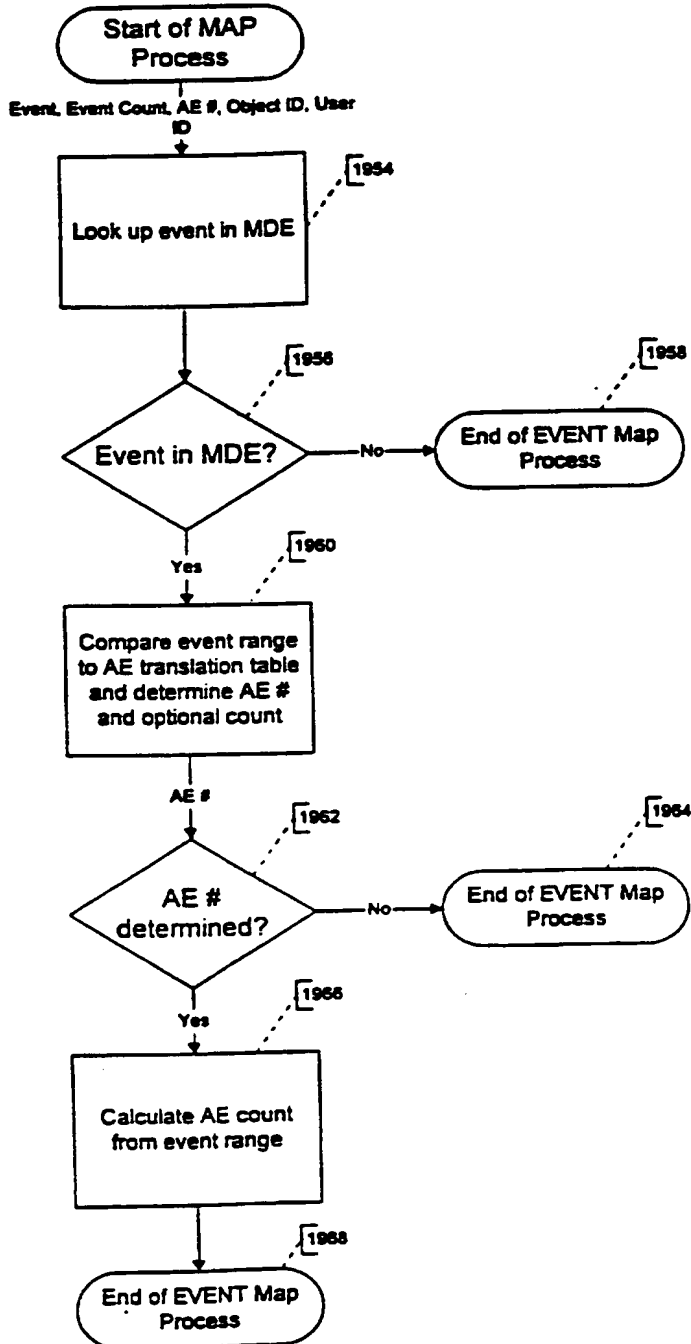 Start of MAP
Process
Event, Event Count, AE #, Object ID, User
ID
1954
Look up event in MDE
1956
1958
Event in MDE?
No
End of EVENT Map
Process
Yes
1960
Compare event range
to AE translation table
and determine AE #
and optional count
AE #
1962
1964
AE #
determined?
No
End of EVENT Map
Process
Yes
1966
Calculate AE count
from event range
1968
End of EVENT Map
Process